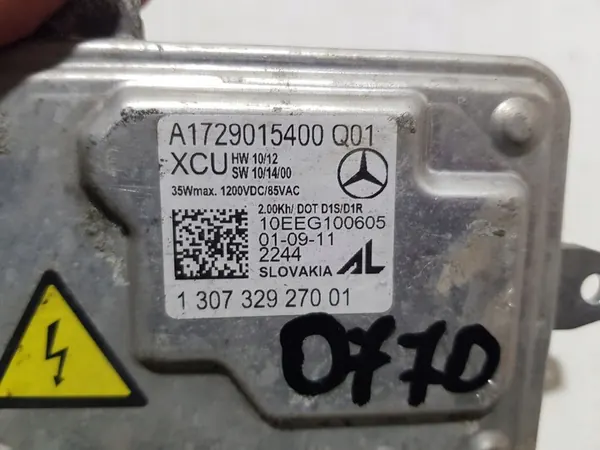 A1729015400 Q01
XCU HW 10/12
SW 10/14/00
35Wmax. 1200VDC/85VAC
2.00Kh/ DOT D1S/D1R
10EEG100605
01-09-11
2244
SLOVAKIA AL
1 307 329 270 01
0770